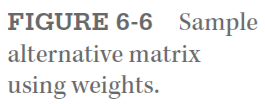 FIGURE 6-6 Sample
alternative matrix
using weights.